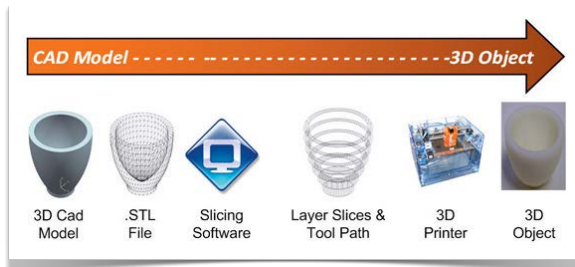 CAD Model - - - - - - -- - - - - - - - - - - - - - - - - - - - - - - -3D Object
3D Cad
Model
.STL
File
Slicing
Software
Layer Slices &
Tool Path
3D
Printer
3D
Object